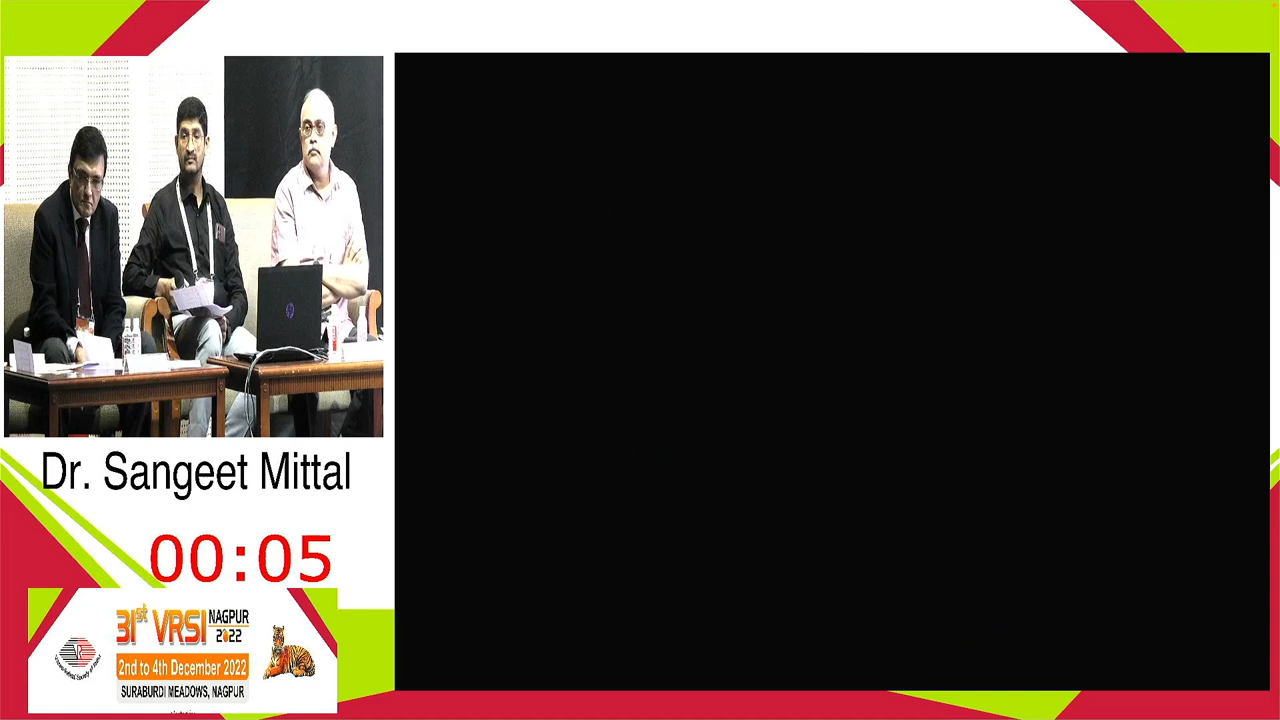 Dr. Sangeet Mittal
00:05
31st VRSI NAGPUR
2022
2nd to 4th December 2022
SURABURDI MEADOWS, NAGPUR